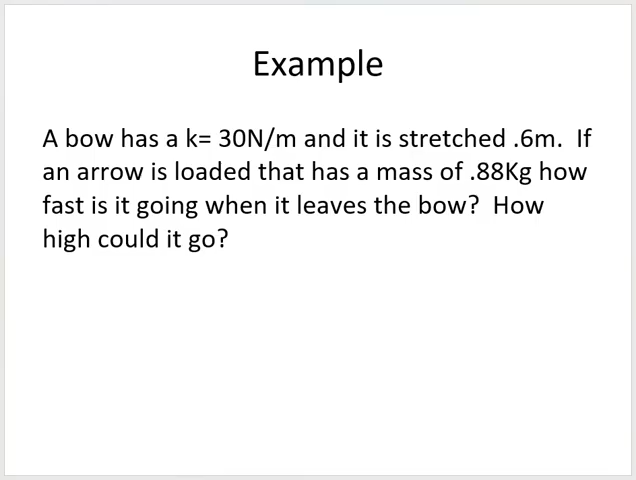 Example
A bow has a k= 30N/m and it is stretched .6m.  If
an arrow is loaded that has a mass of .88Kg how
fast is it going when it leaves the bow?  How
high could it go?